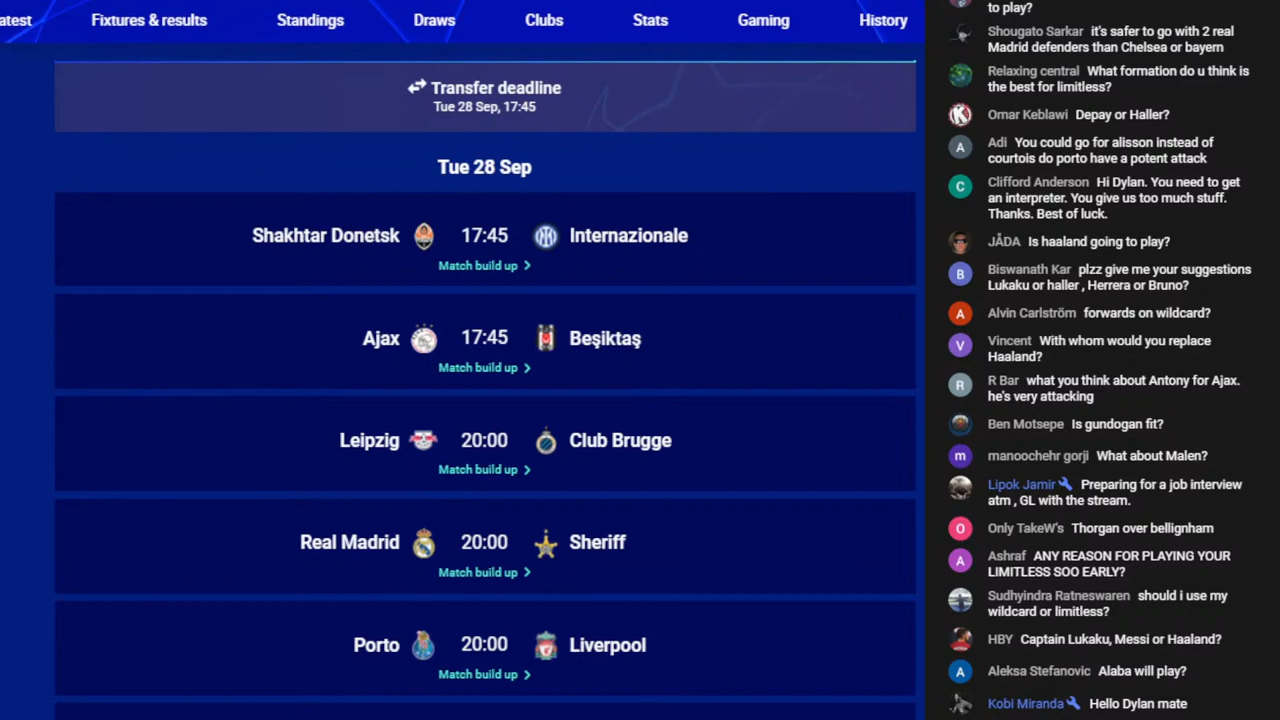 atest Fixtures & results Standings Draws Clubs Stats Gaming History
Transfer deadline
Tue 28 Sep, 17:45
Tue 28 Sep
Shakhtar Donetsk 17:45 Internazionale
Match build up
Ajax 17:45 Beşiktaş
Match build up
Leipzig 20:00 Club Brugge
Match build up
Real Madrid 20:00 Sheriff
Match build up
Porto 20:00 Liverpool
Match build up
to play?
Shougato Sarkar it's safer to go with 2 real
Madrid defenders than Chelsea or bayern
Relaxing central What formation do u think is
the best for limitless?
Omar Keblawi Depay or Haller?
Adi You could go for alisson instead of
courtois do porto have a potent attack
Clifford Anderson Hi Dylan. You need to get
an interpreter. You give us too much stuff.
Thanks. Best of luck.
JÅDA Is haaland going to play?
Biswanath Kar plzz give me your suggestions
Lukaku or haller , Herrera or Bruno?
Alvin Carlström forwards on wildcard?
Vincent With whom would you replace
Haaland?
R Bar what you think about Antony for Ajax.
he's very attacking
Ben Motsepe Is gundogan fit?
manoochehr gorji What about Malen?
Lipok Jamir Preparing for a job interview
atm , GL with the stream.
Only TakeW's Thorgan over bellignham
Ashraf ANY REASON FOR PLAYING YOUR
LIMITLESS SOO EARLY?
Sudhyindra Ratneswaren should i use my
wildcard or limitless?
HBY Captain Lukaku, Messi or Haaland?
Aleksa Stefanovic Alaba will play?
Kobi Miranda Hello Dylan mate